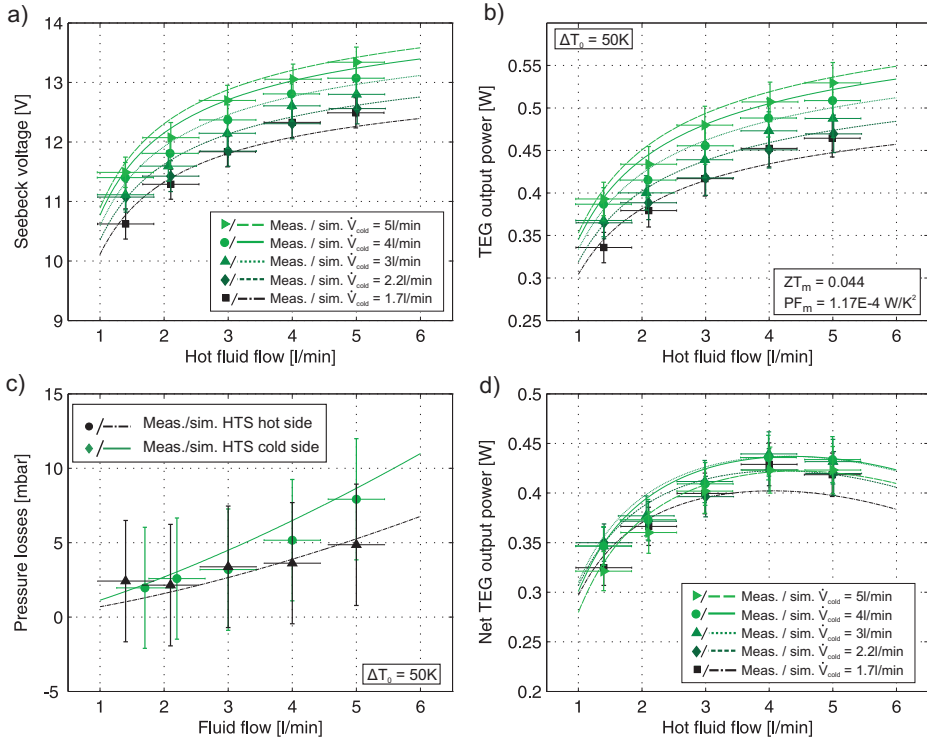 a)
14
13
12
11
10
9
1 2 3 4 5 6
Seebeck voltage [V]
Hot fluid flow [l/min]
Meas. / sim. V̇cold = 5l/min
Meas. / sim. V̇cold = 4l/min
Meas. / sim. V̇cold = 3l/min
Meas. / sim. V̇cold = 2.2l/min
Meas. / sim. V̇cold = 1.7l/min
b)
ΔT0 = 50K
0.55
0.5
0.45
0.4
0.35
0.3
0.25
1 2 3 4 5 6
TEG output power [W]
Hot fluid flow [l/min]
ZTm = 0.044
PFm = 1.17E-4 W/K²
c)
15
10
5
0
-5
1 2 3 4 5 6
Pressure losses [mbar]
Fluid flow [l/min]
Meas./sim. HTS hot side
Meas./sim. HTS cold side
ΔT0 = 50K
d)
0.5
0.45
0.4
0.35
0.3
0.25
0.2
1 2 3 4 5 6
Net TEG output power [W]
Hot fluid flow [l/min]
Meas. / sim. V̇cold = 5l/min
Meas. / sim. V̇cold = 4l/min
Meas. / sim. V̇cold = 3l/min
Meas. / sim. V̇cold = 2.2l/min
Meas. / sim. V̇cold = 1.7l/min